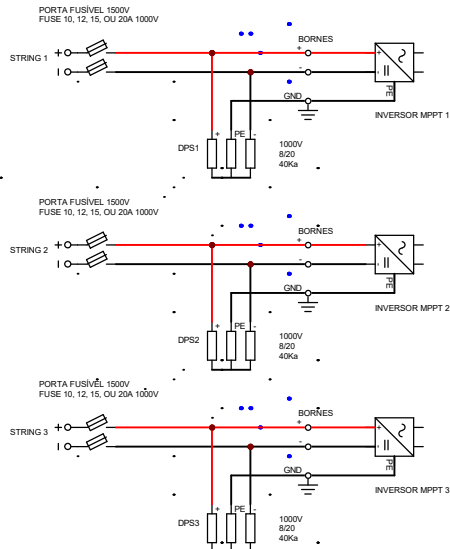 PORTA FUSÍVEL 1500V
FUSE 10, 12, 15, OU 20A 1000V
BORNES
STRING 1
+
+
+
-
-
GND
PE
INVERSOR MPPT 1
+ PE -
DPS1
1000V
8/20
40Ka
PORTA FUSÍVEL 1500V
FUSE 10, 12, 15, OU 20A 1000V
BORNES
STRING 2
+
+
+
-
-
GND
PE
INVERSOR MPPT 2
+ PE -
DPS2
1000V
8/20
40Ka
PORTA FUSÍVEL 1500V
FUSE 10, 12, 15, OU 20A 1000V
BORNES
STRING 3
+
+
+
-
-
GND
PE
INVERSOR MPPT 3
+ PE -
DPS3
1000V
8/20
40Ka